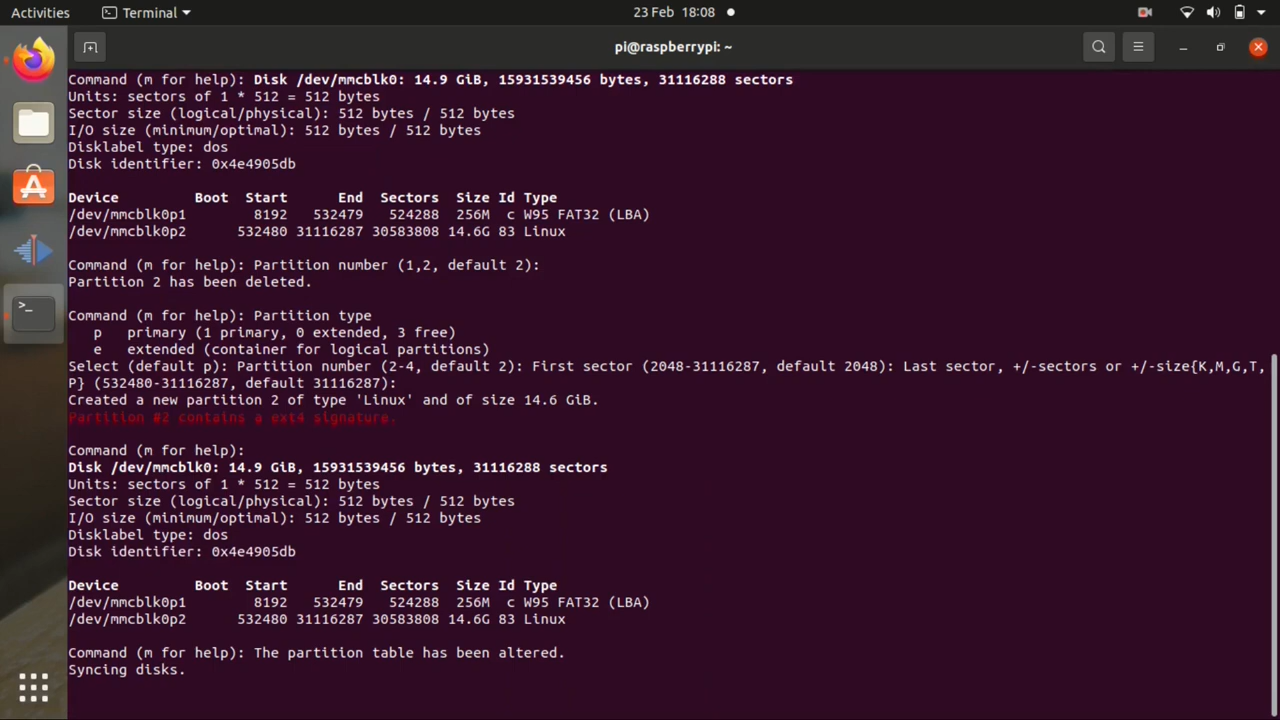 Activities
Terminal
23 Feb 18:08
pi@raspberrypi: ~
Command (m for help): Disk /dev/mmcblk0: 14.9 GiB, 15931539456 bytes, 31116288 sectors
Units: sectors of 1 * 512 = 512 bytes
Sector size (logical/physical): 512 bytes / 512 bytes
I/O size (minimum/optimal): 512 bytes / 512 bytes
Disklabel type: dos
Disk identifier: 0x4e4905db
Device Boot Start End Sectors Size Id Type
/dev/mmcblk0p1 8192 532479 524288 256M c W95 FAT32 (LBA)
/dev/mmcblk0p2 532480 31116287 30583808 14.6G 83 Linux
Command (m for help): Partition number (1,2, default 2):
Partition 2 has been deleted.
Command (m for help): Partition type
p primary (1 primary, 0 extended, 3 free)
e extended (container for logical partitions)
Select (default p): Partition number (2-4, default 2): First sector (2048-31116287, default 2048): Last sector, +/-sectors or +/-size{K,M,G,T,
P} (532480-31116287, default 31116287):
Created a new partition 2 of type 'Linux' and of size 14.6 GiB.
Partition #2 contains a ext4 signature.
Command (m for help):
Disk /dev/mmcblk0: 14.9 GiB, 15931539456 bytes, 31116288 sectors
Units: sectors of 1 * 512 = 512 bytes
Sector size (logical/physical): 512 bytes / 512 bytes
I/O size (minimum/optimal): 512 bytes / 512 bytes
Disklabel type: dos
Disk identifier: 0x4e4905db
Device Boot Start End Sectors Size Id Type
/dev/mmcblk0p1 8192 532479 524288 256M c W95 FAT32 (LBA)
/dev/mmcblk0p2 532480 31116287 30583808 14.6G 83 Linux
Command (m for help): The partition table has been altered.
Syncing disks.